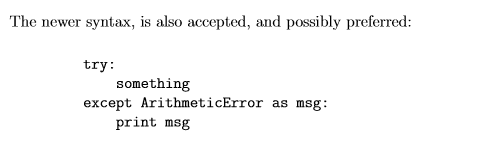 The newer syntax, is also accepted, and possibly preferred:
try:
    something
except ArithmeticError as msg:
    print msg